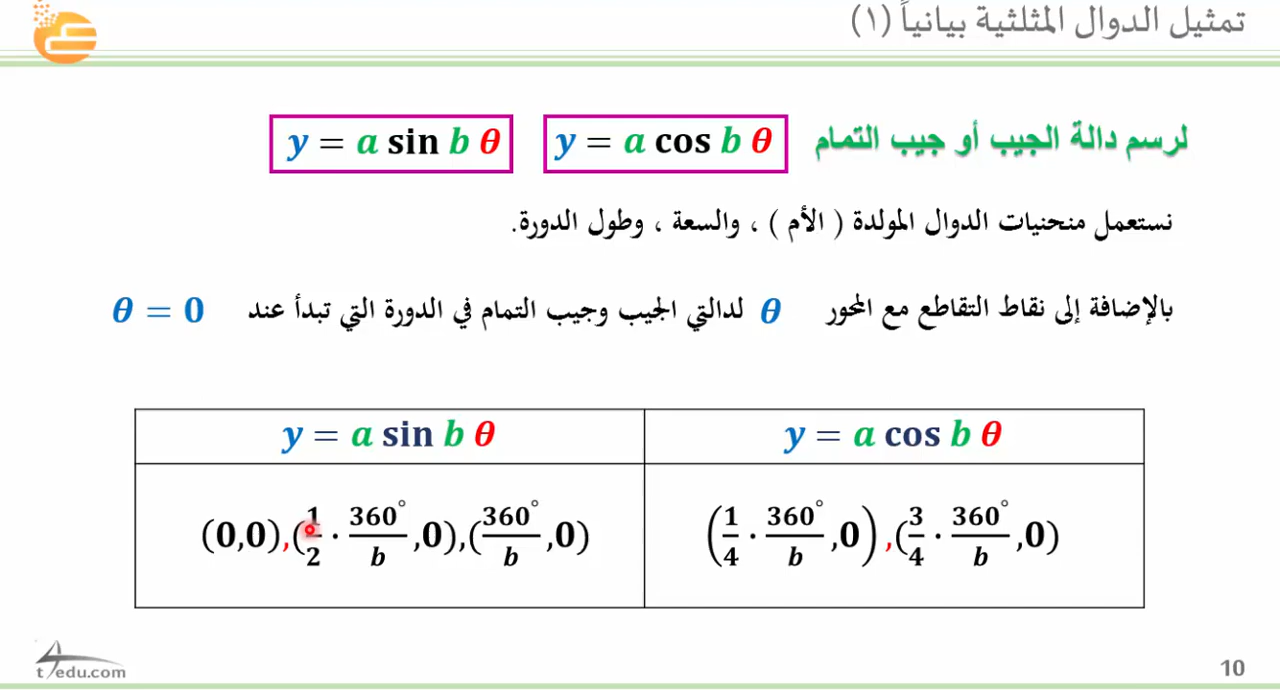 تمثيل الدوال المثلثية بيانياً (١)
لرسم دالة الجيب أو جيب التمام y = a cos b θ y = a sin b θ
نستعمل منحنيات الدوال المولدة ( الأم ) ، والسعة ، وطول الدورة.
بالإضافة إلى نقاط التقاطع مع المحور θ لدالتي الجيب وجيب التمام في الدورة التي تبدأ عند θ = 0
y = a sin b θ y = a cos b θ
(0,0),(1/2 · 360°/b ,0),(360°/b ,0) (1/4 · 360°/b ,0),(3/4 · 360°/b ,0)
t4edu.com
10